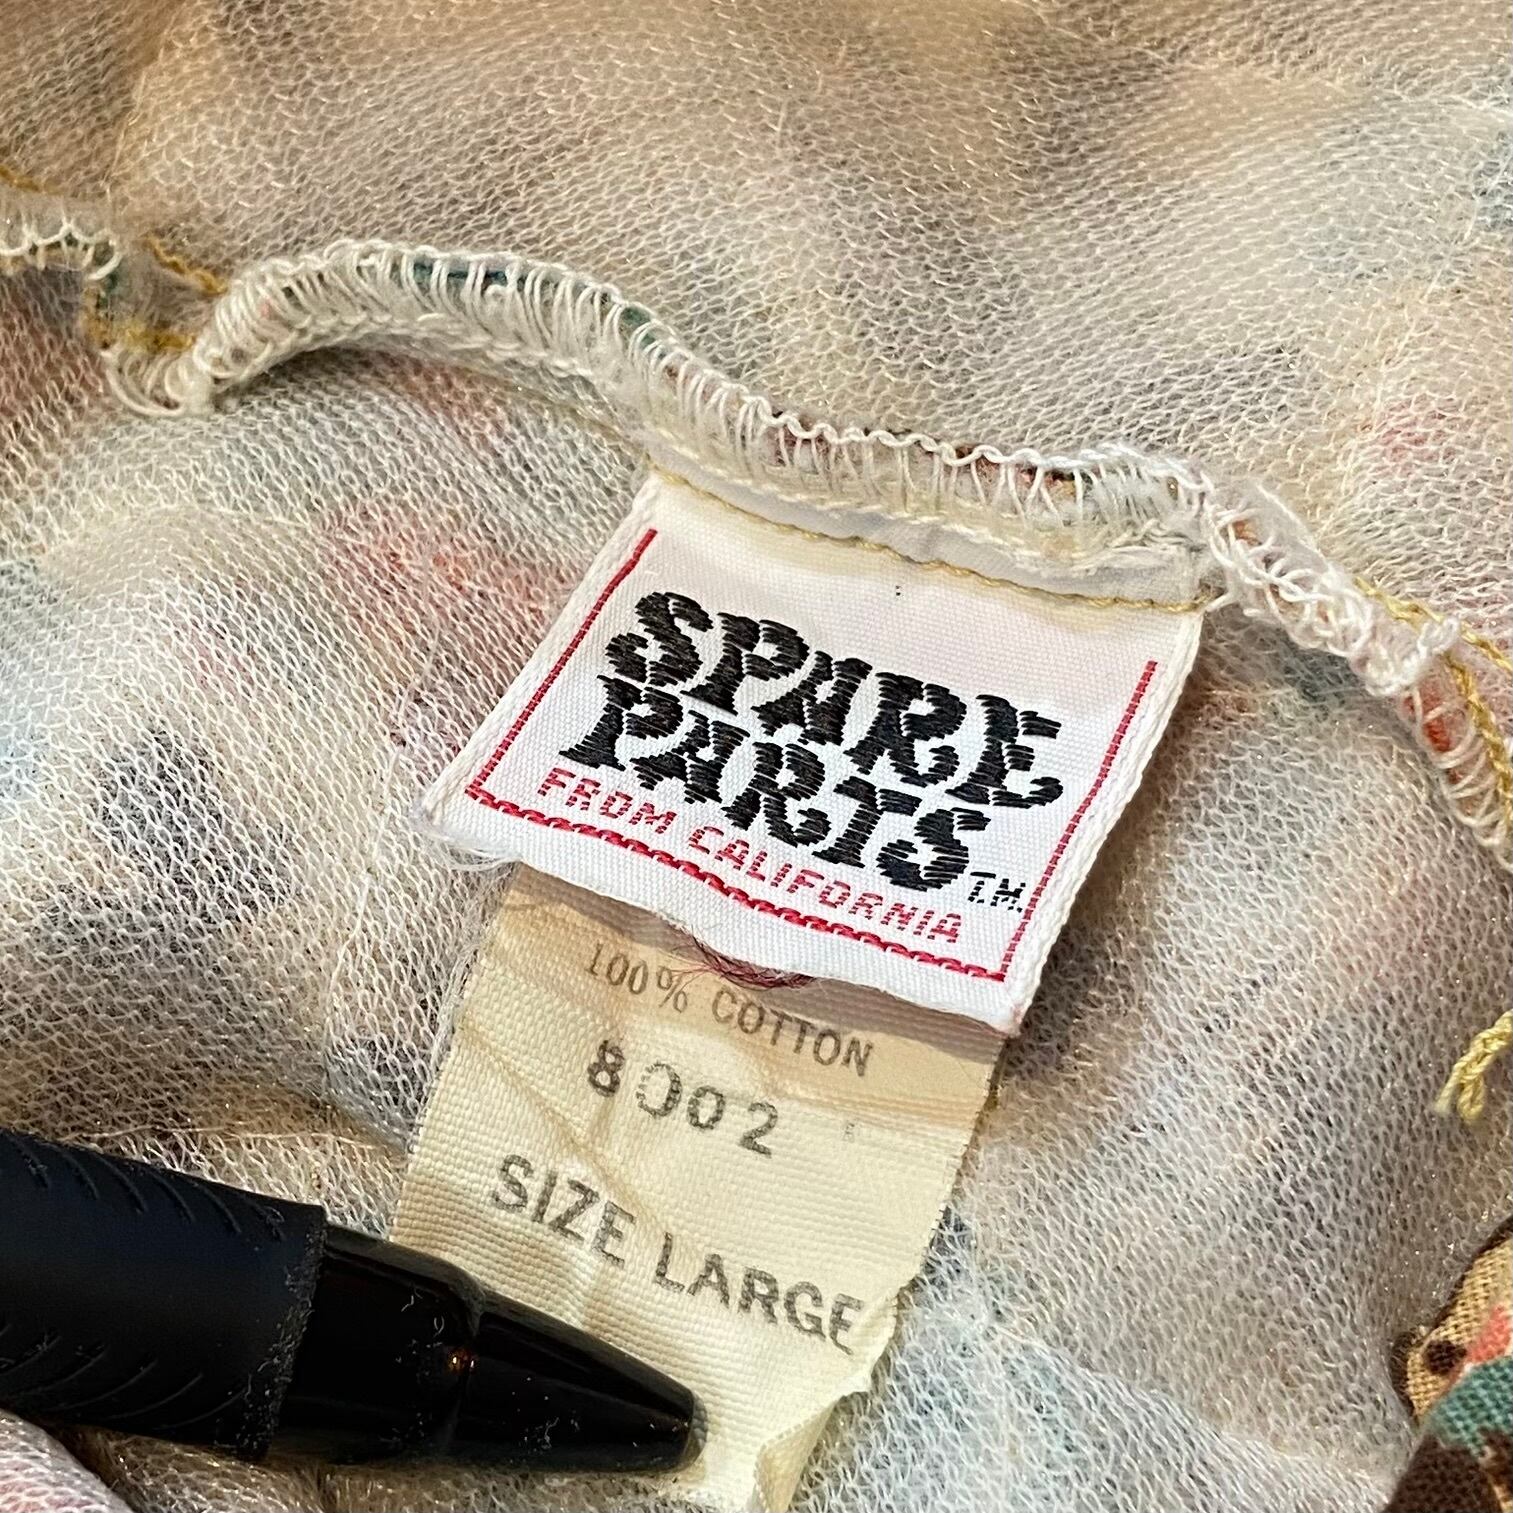 SPARE
PARTS T.M.
FROM CALIFORNIA
100% COTTON
8002
SIZE LARGE